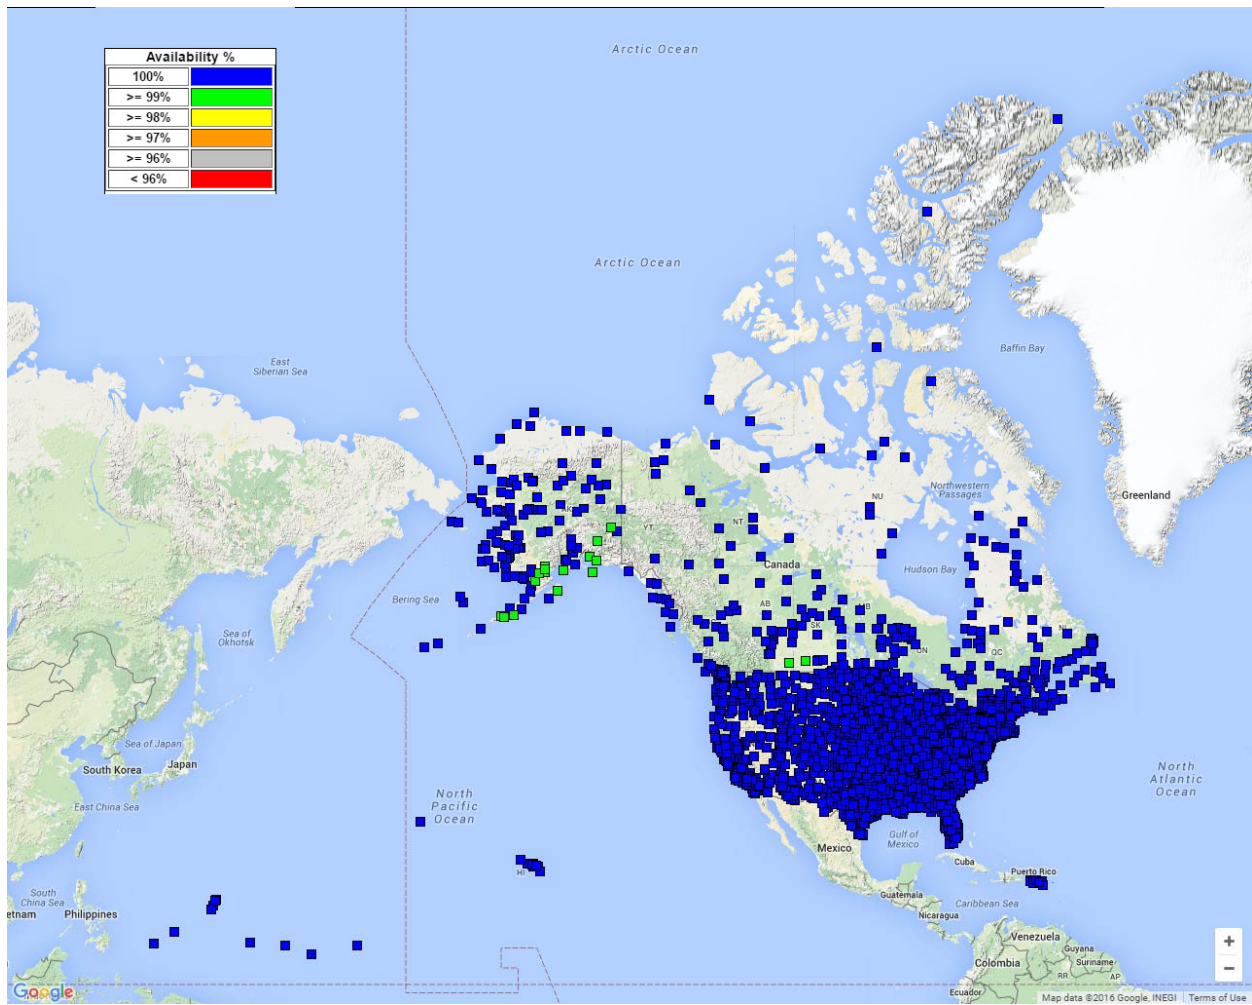 Availability %
100%
>= 99%
>= 98%
>= 97%
>= 96%
< 96%
Arctic Ocean
Arctic Ocean
East
Siberian Sea
Baffin Bay
Greenland
Northwestern
Passages
NU
AK
YT
NT
Canada
Hudson Bay
Bering Sea
AB
MB
SK
ON
QC
NL
Sea of
Okhotsk
Sea of Japan
South Korea
Japan
East China Sea
North
Pacific
Ocean
North
Atlantic
Ocean
Gulf of
Mexico
Mexico
Cuba
Puerto Rico
HI
South
China Sea
etnam
Philippines
Guatemala
Caribbean Sea
Nicaragua
Venezuela
Guyana
Colombia
Suriname
RR
AP
Ecuador
+
−
Google
Map data ©2016 Google, INEGI
Terms of Use